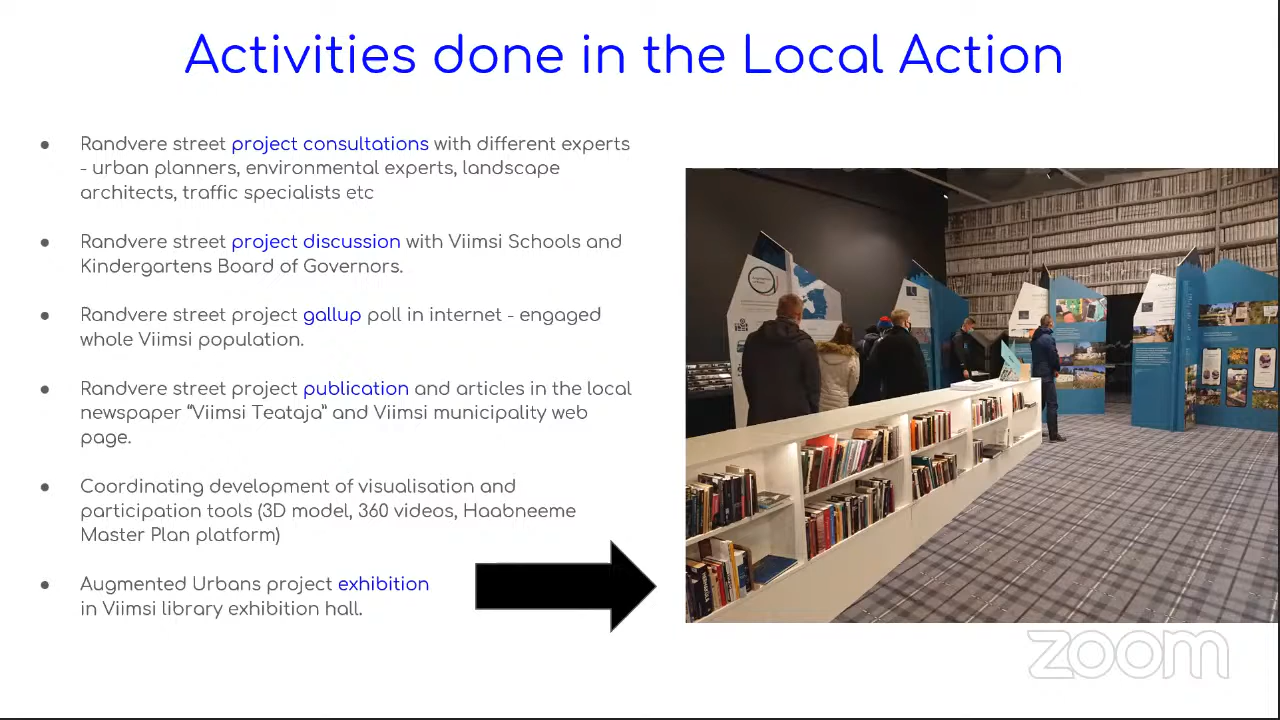 Activities done in the Local Action
● Randvere street project consultations with different experts
- urban planners, environmental experts, landscape
architects, traffic specialists etc
● Randvere street project discussion with Viimsi Schools and
Kindergartens Board of Governors.
● Randvere street project gallup poll in internet - engaged
whole Viimsi population.
● Randvere street project publication and articles in the local
newspaper “Viimsi Teataja” and Viimsi municipality web
page.
● Coordinating development of visualisation and
participation tools (3D model, 360 videos, Haabneeme
Master Plan platform)
● Augmented Urbans project exhibition
in Viimsi library exhibition hall.
zoom